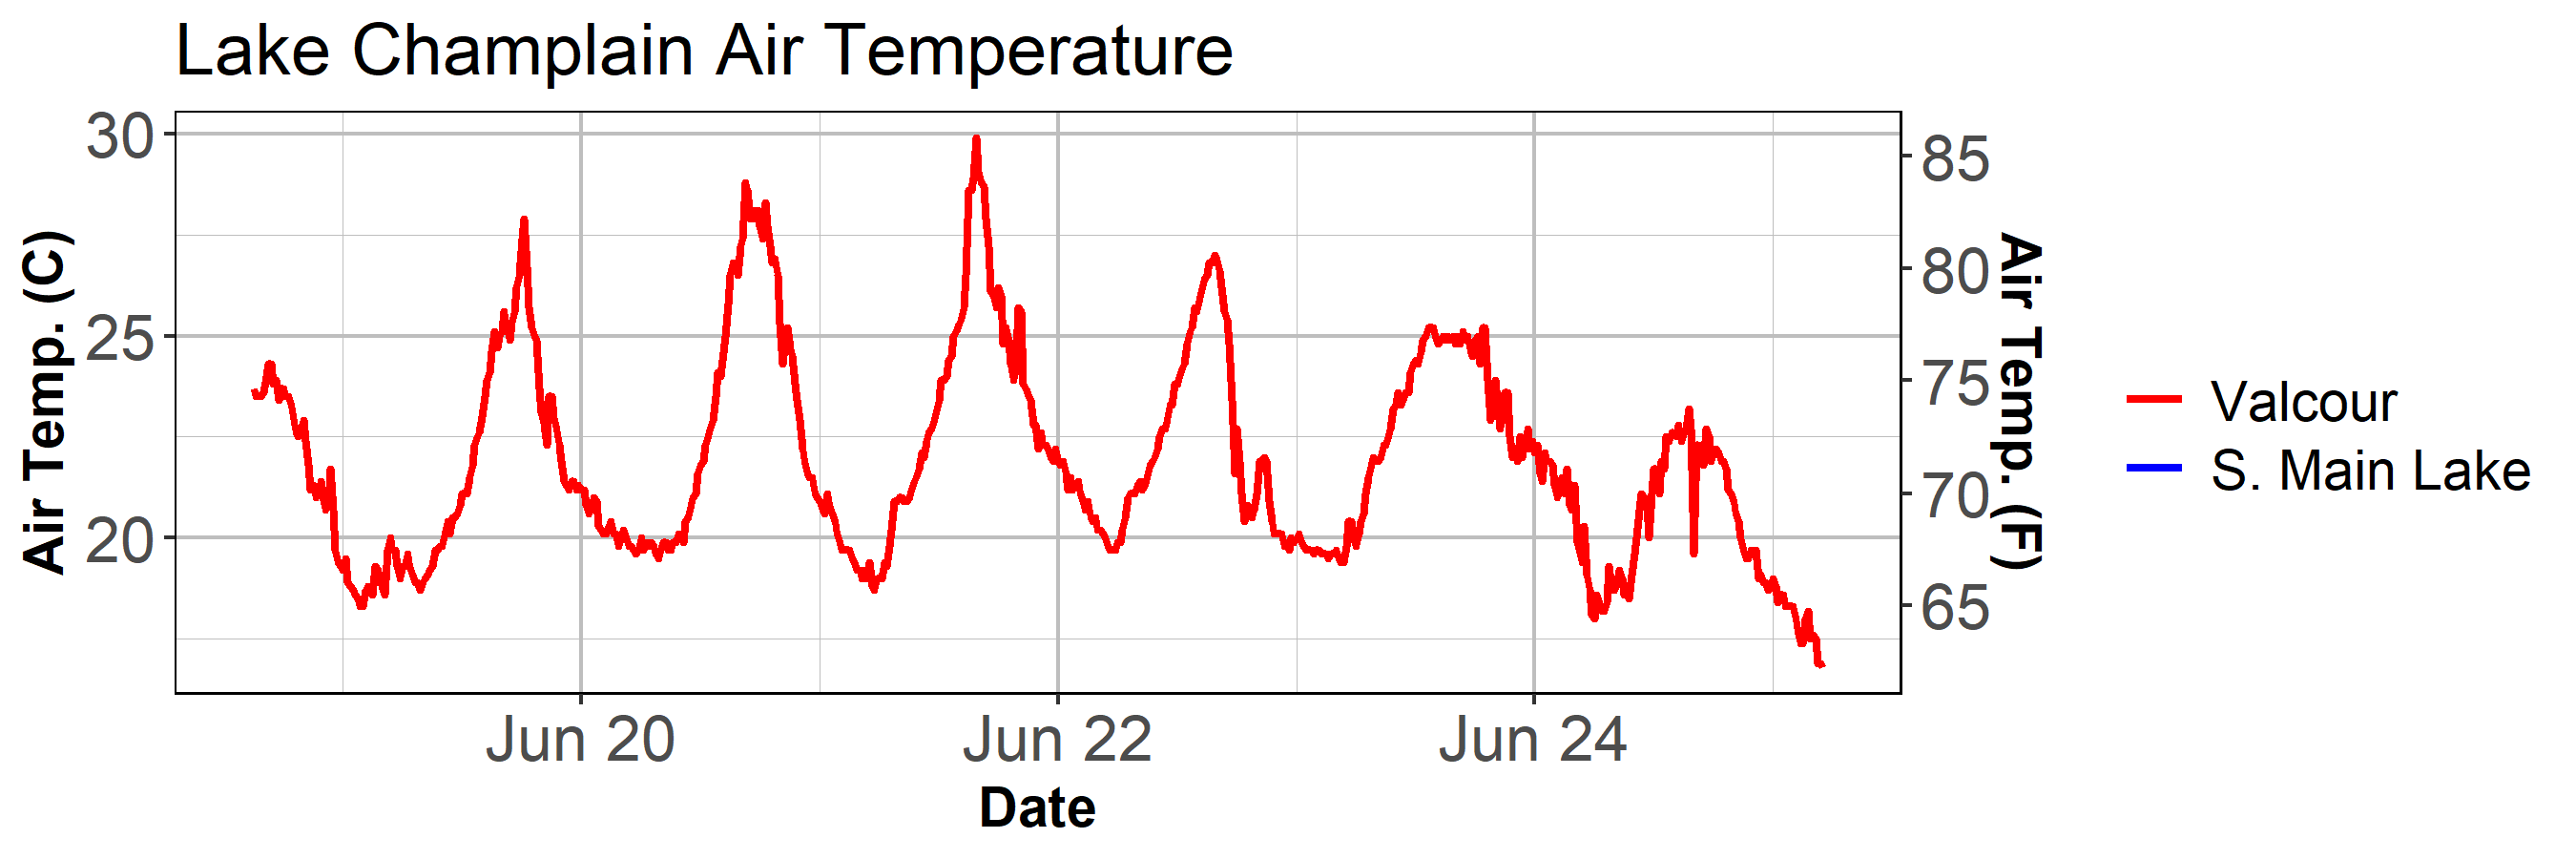 Lake Champlain Air Temperature
30
25
20
Air Temp. (C)
85
80
75
70
65
Air Temp. (F)
Jun 20
Jun 22
Jun 24
Date
Valcour
S. Main Lake